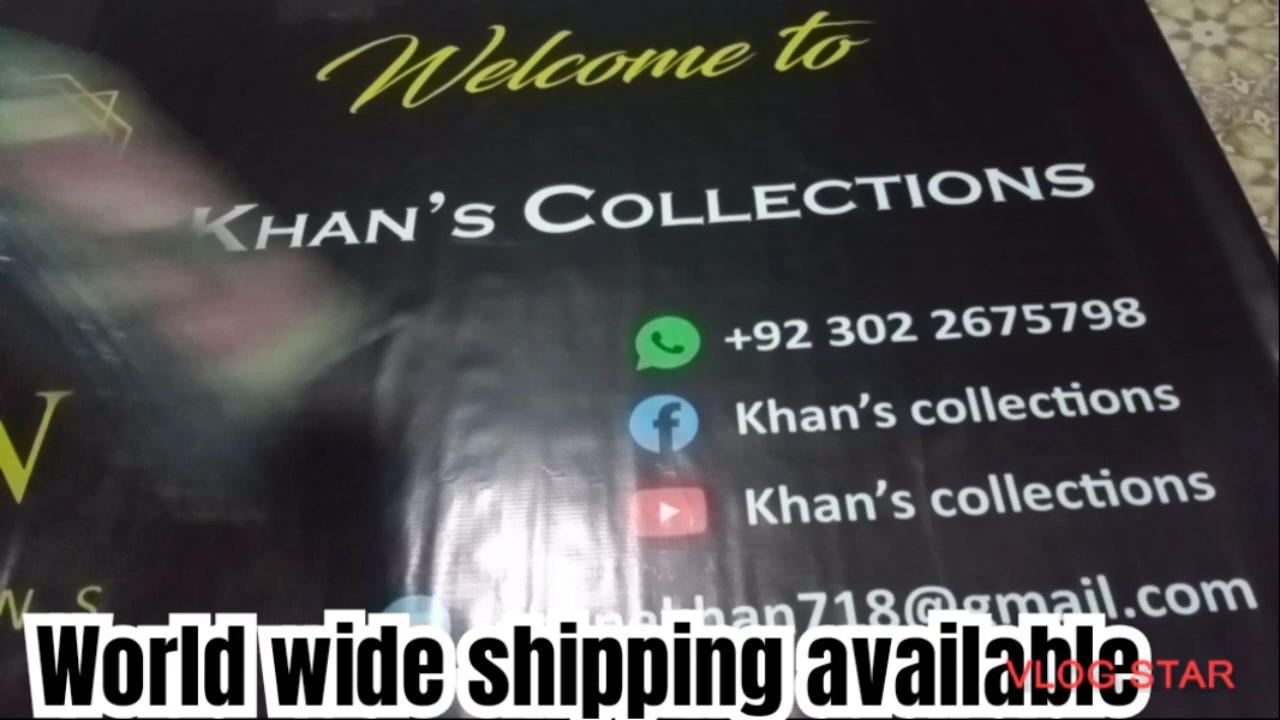 Welcome to
KHAN'S COLLECTIONS
+92 302 2675798
Khan's collections
Khan's collections
World wide shipping available
VLOG STAR